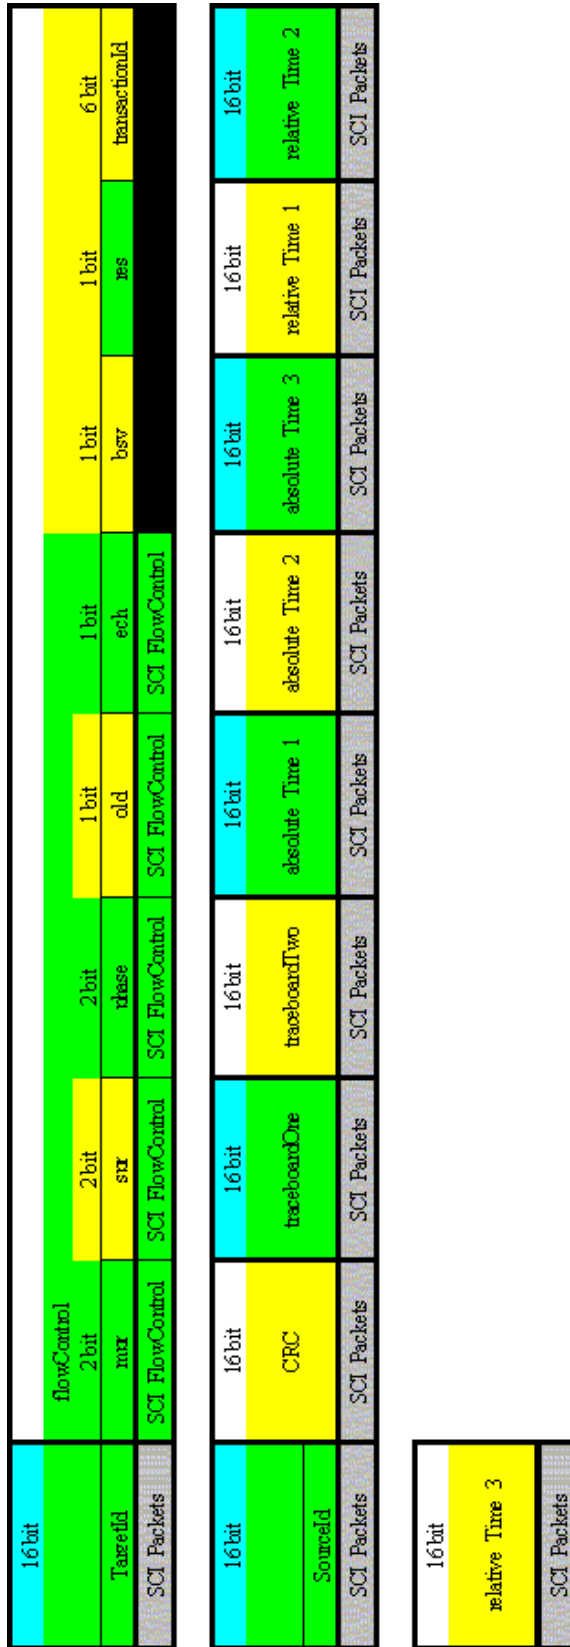 16bit
TargetId
SCI Packets
flowControl
2bit
mur
SCI FlowControl
2bit
spr
SCI FlowControl
2bit
phase
SCI FlowControl
1bit
old
SCI FlowControl
1bit
ech
SCI FlowControl
1bit
bsv
1bit
res
6bit
transactionId
16bit
SourceId
SCI Packets
16bit
CRC
SCI Packets
16bit
traceboardOne
SCI Packets
16bit
traceboardTwo
SCI Packets
16bit
absolute Time 1
SCI Packets
16bit
absolute Time 2
SCI Packets
16bit
absolute Time 3
SCI Packets
16bit
relative Time 1
SCI Packets
16bit
relative Time 2
SCI Packets
16bit
relative Time 3
SCI Packets